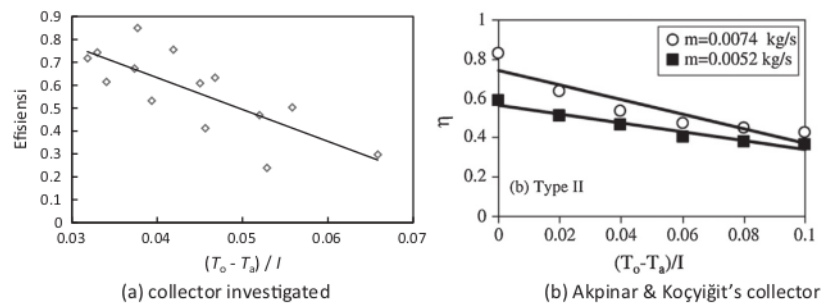 0.9
0.8
0.7
0.6
0.5
0.4
0.3
0.2
0.1
0
Efisiensi
0.03 0.04 0.05 0.06 0.07
(To - Ta) / I
(a) collector investigated
1
0.8
0.6
0.4
0.2
0
η
m=0.0074 kg/s
m=0.0052 kg/s
(b) Type II
0 0.02 0.04 0.06 0.08 0.1
(To-Ta)/I
(b) Akpinar & Koçyiğit’s collector